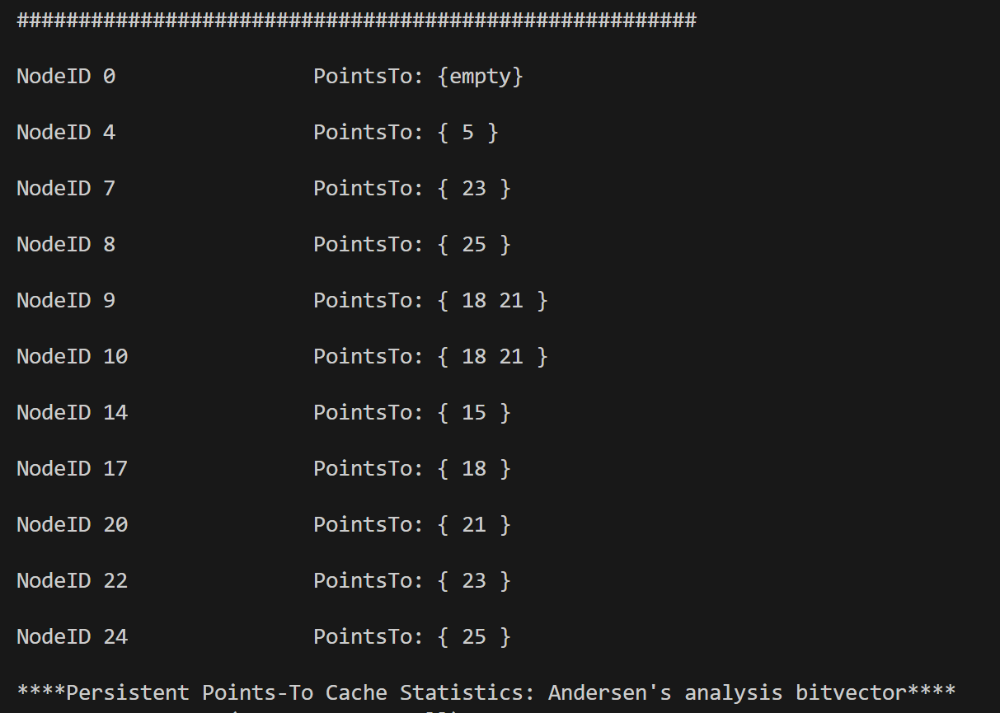 #######################################################
NodeID 0 PointsTo: {empty}
NodeID 4 PointsTo: { 5 }
NodeID 7 PointsTo: { 23 }
NodeID 8 PointsTo: { 25 }
NodeID 9 PointsTo: { 18 21 }
NodeID 10 PointsTo: { 18 21 }
NodeID 14 PointsTo: { 15 }
NodeID 17 PointsTo: { 18 }
NodeID 20 PointsTo: { 21 }
NodeID 22 PointsTo: { 23 }
NodeID 24 PointsTo: { 25 }
****Persistent Points-To Cache Statistics: Andersen's analysis bitvector****